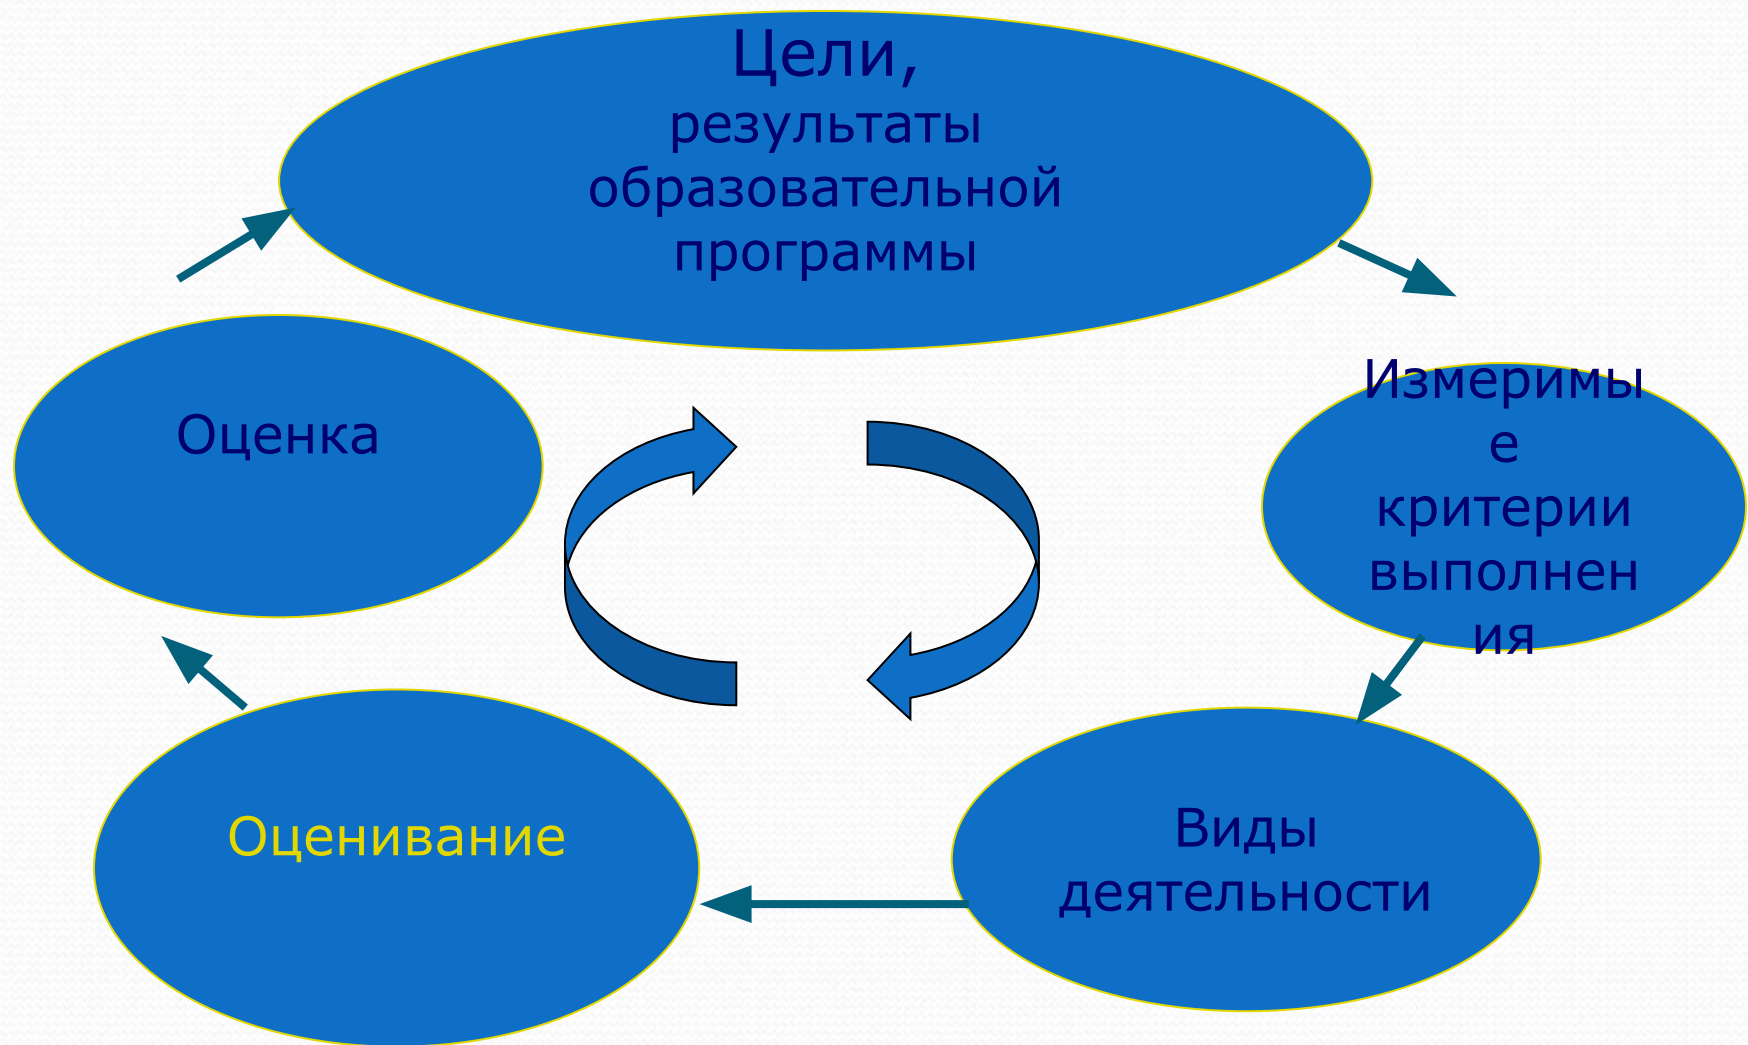 Цели,
результаты
образовательной
программы
Измеримы
е
критерии
выполнен
ия
Виды
деятельности
Оценивание
Оценка